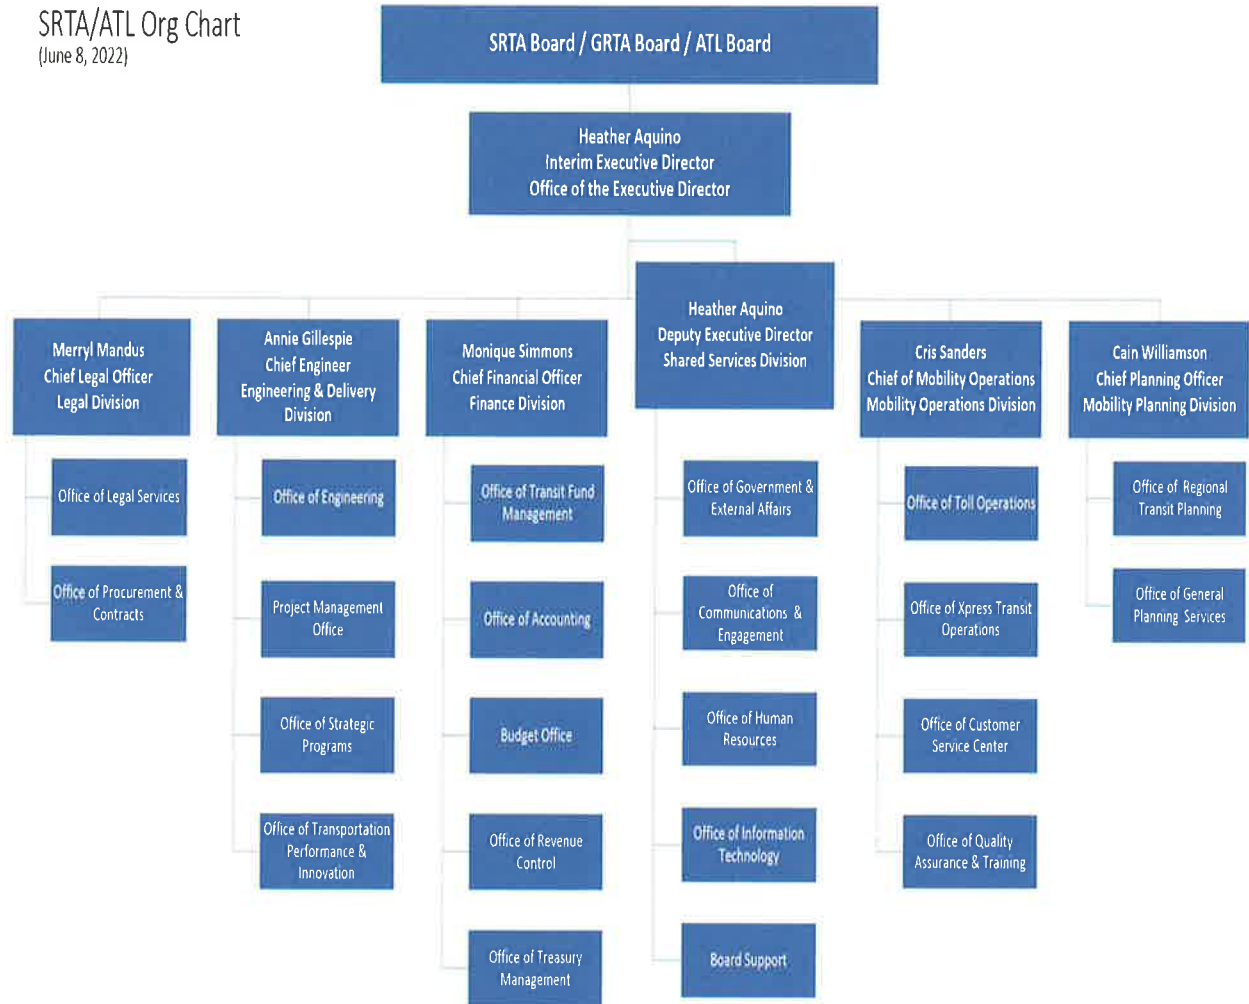 SRTA/ATL Org Chart
(June 8, 2022)
SRTA Board / GRTA Board / ATL Board
Heather Aquino
Interim Executive Director
Office of the Executive Director
Merryl Mandus
Chief Legal Officer
Legal Division
Office of Legal Services
Office of Procurement &
Contracts
Annie Gillespie
Chief Engineer
Engineering & Delivery
Division
Office of Engineering
Project Management
Office
Office of Strategic
Programs
Office of Transportation
Performance &
Innovation
Monique Simmons
Chief Financial Officer
Finance Division
Office of Transit Fund
Management
Office of Accounting
Budget Office
Office of Revenue
Control
Office of Treasury
Management
Heather Aquino
Deputy Executive Director
Shared Services Division
Office of Government &
External Affairs
Office of
Communications &
Engagement
Office of Human
Resources
Office of Information
Technology
Board Support
Cris Sanders
Chief of Mobility Operations
Mobility Operations Division
Office of Toll Operations
Office of Xpress Transit
Operations
Office of Customer
Service Center
Office of Quality
Assurance & Training
Cain Williamson
Chief Planning Officer
Mobility Planning Division
Office of Regional
Transit Planning
Office of General
Planning Services